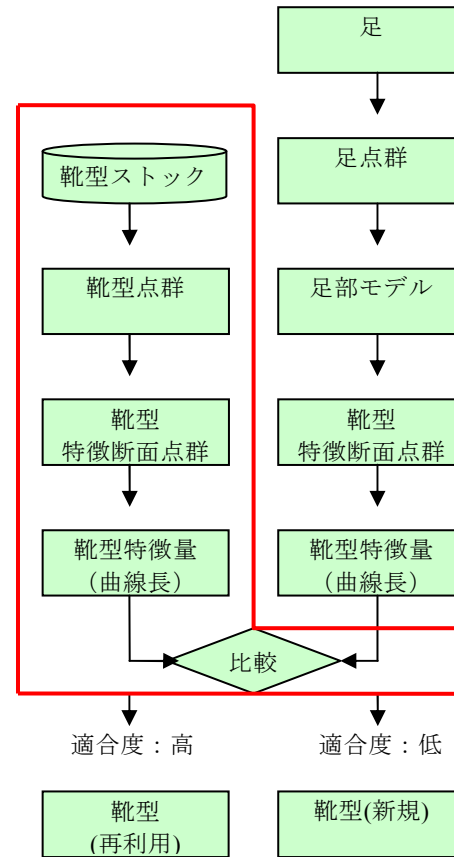 足
足点群
靴型ストック
靴型点群
足部モデル
靴型
特徴断面点群
靴型
特徴断面点群
靴型特徴量
（曲線長）
靴型特徴量
（曲線長）
比較
適合度：高
適合度：低
靴型
(再利用)
靴型(新規)